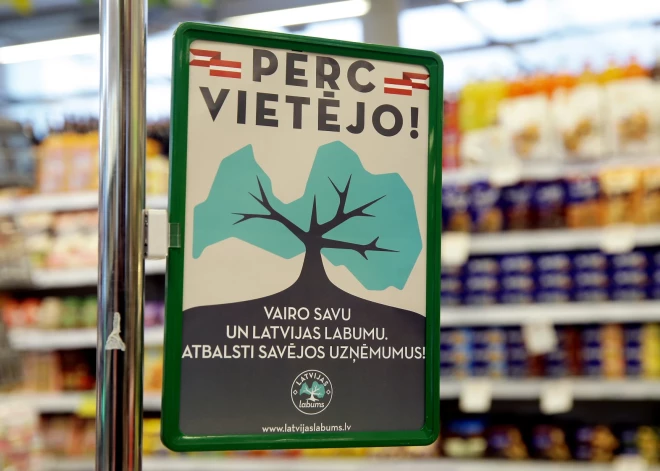 PĒRC
VIETĒJO!
VAIRO SAVU
UN LATVIJAS LABUMU.
ATBALSTI SAVĒJOS UZŅĒMUMUS!
LATVIJAS
labums
www.latvijaslabums.lv